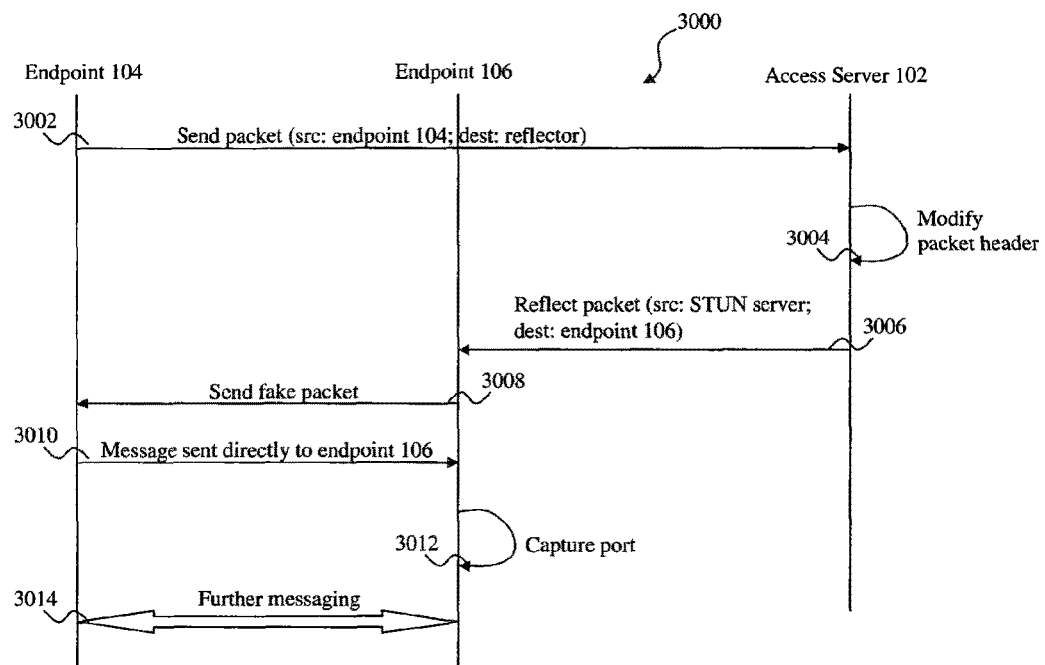 3000
Endpoint 104
Endpoint 106
Access Server 102
3002
Send packet (src: endpoint 104; dest: reflector)
3004
Modify
packet header
Reflect packet (src: STUN server;
dest: endpoint 106)
3006
Send fake packet
3008
3010
Message sent directly to endpoint 106
3012
Capture port
3014
Further messaging